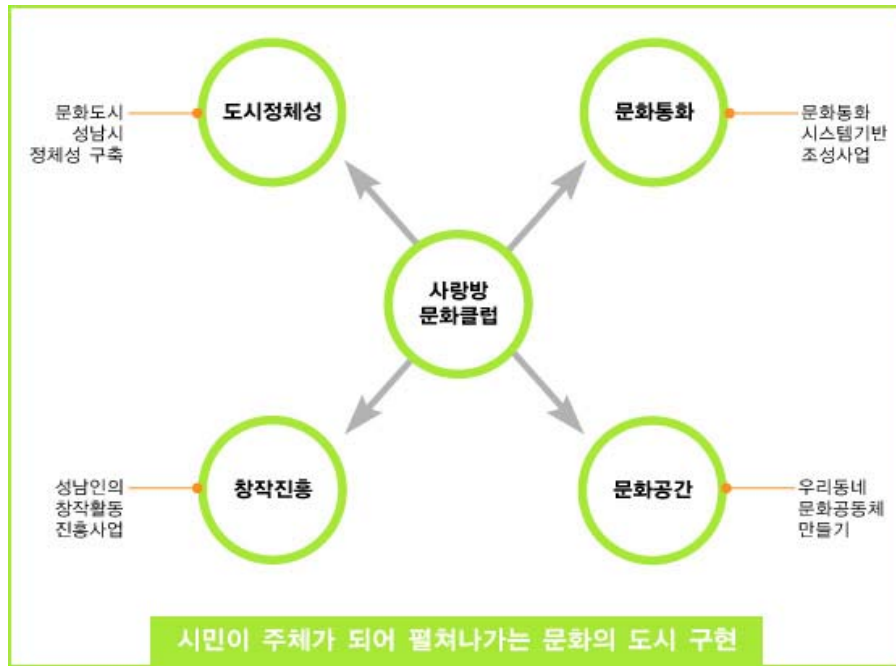 도시정체성
문화도시
성남시
정체성 구축
문화통화
문화통화
시스템기반
조성사업
사랑방
문화클럽
창작진흥
성남인의
창작활동
진흥사업
문화공간
우리동네
문화공동체
만들기
시민이 주체가 되어 펼쳐나가는 문화의 도시 구현